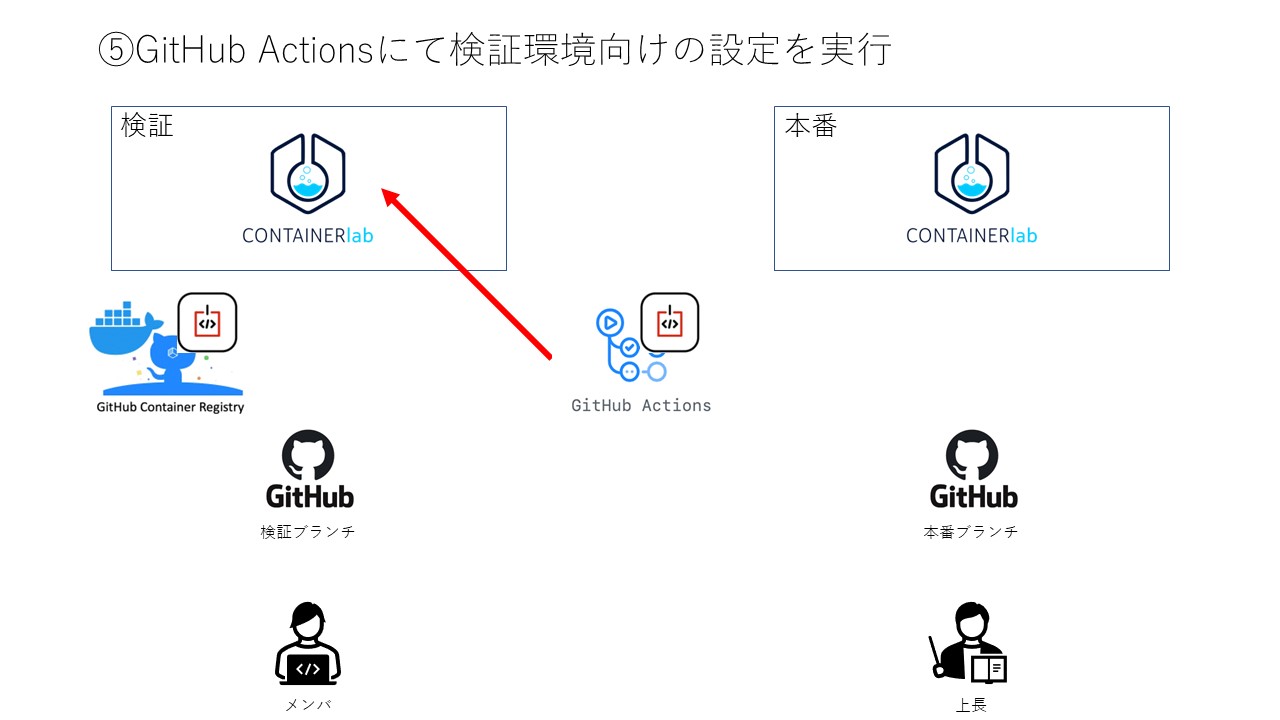 ⑤GitHub Actionsにて検証環境向けの設定を実行
検証
CONTAINERlab
本番
CONTAINERlab
GitHub Container Registry
GitHub Actions
GitHub
検証ブランチ
GitHub
本番ブランチ
メンバ
上長